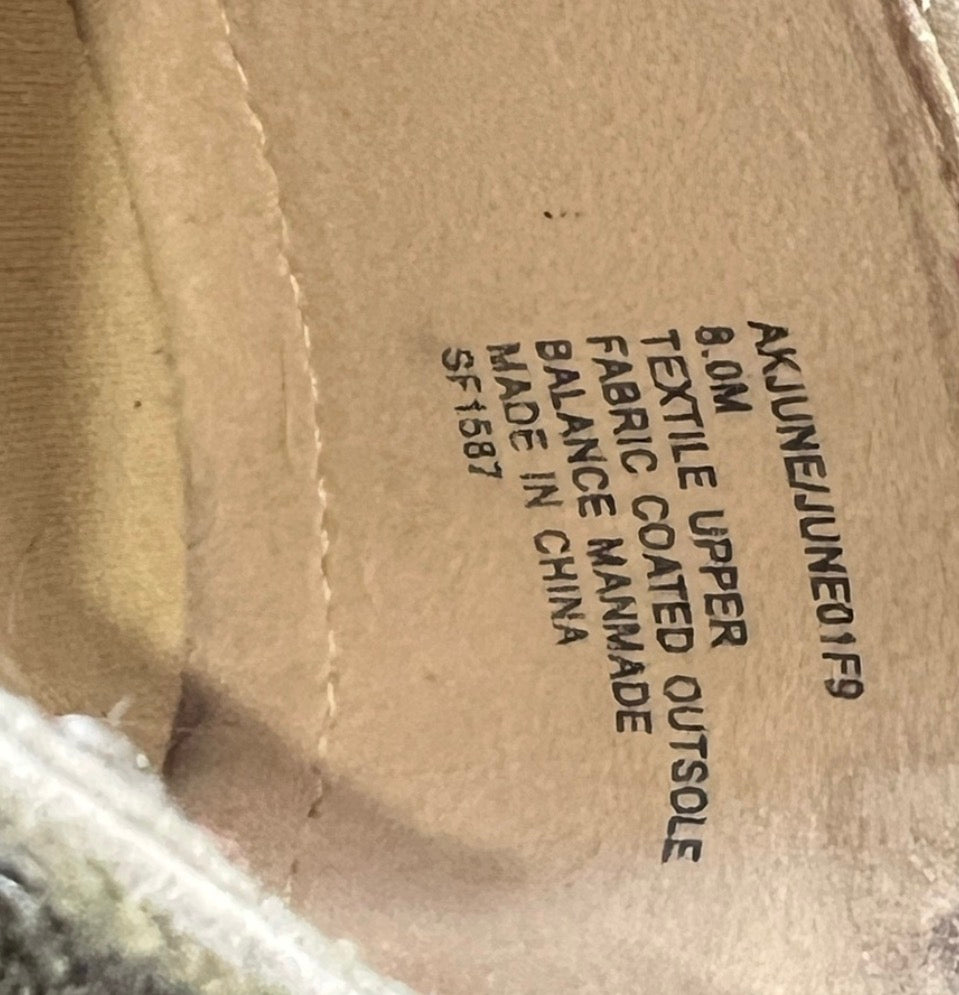 AKJUNE/JUNE01F9
8.0M
TEXTILE UPPER
FABRIC COATED OUTSOLE
BALANCE MANMADE
MADE IN CHINA
SF1587